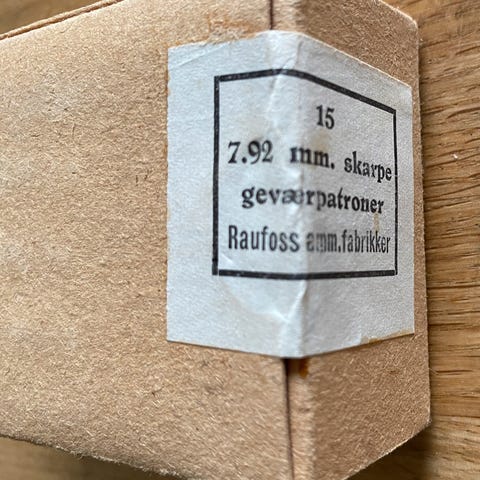 15
7.92 mm. skarpe
geværpatroner
Raufoss amm.fabrikker